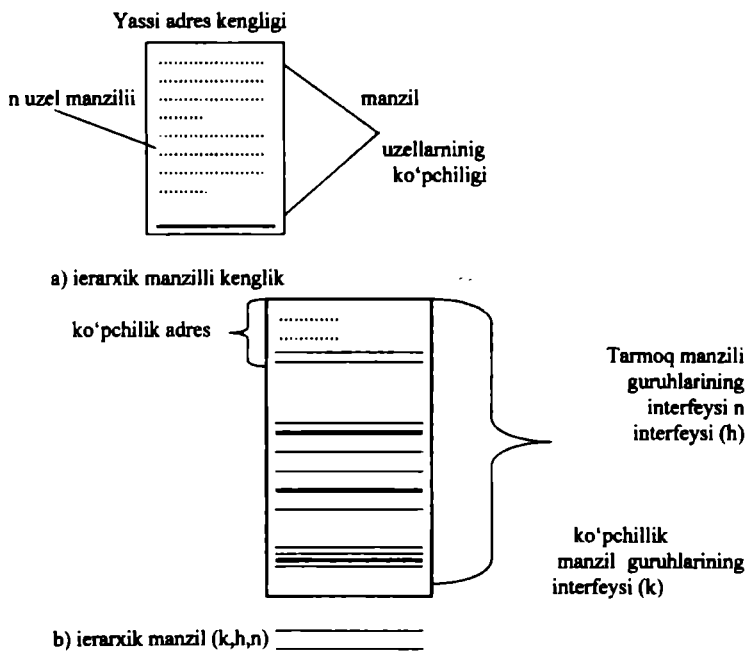 Yassi adres kengligi
n uzel manzilii
manzil
uzellarninig
ko‘pchiligi
a) ierarxik manzilli kenglik
ko‘pchilik adres
Tarmoq manzili
guruhlarining
interfeysi n
interfeysi (h)
ko‘pchillik
manzil guruhlarining
interfeysi (k)
b) ierarxik manzil (k,h,n)